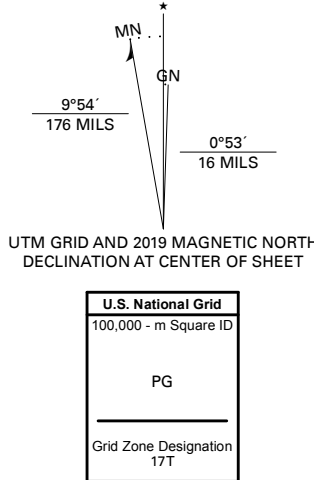 ★
MN
GN
9°54´
176 MILS
0°53´
16 MILS
UTM GRID AND 2019 MAGNETIC NORTH
DECLINATION AT CENTER OF SHEET
U.S. National Grid
100,000 - m Square ID
PG
Grid Zone Designation
17T